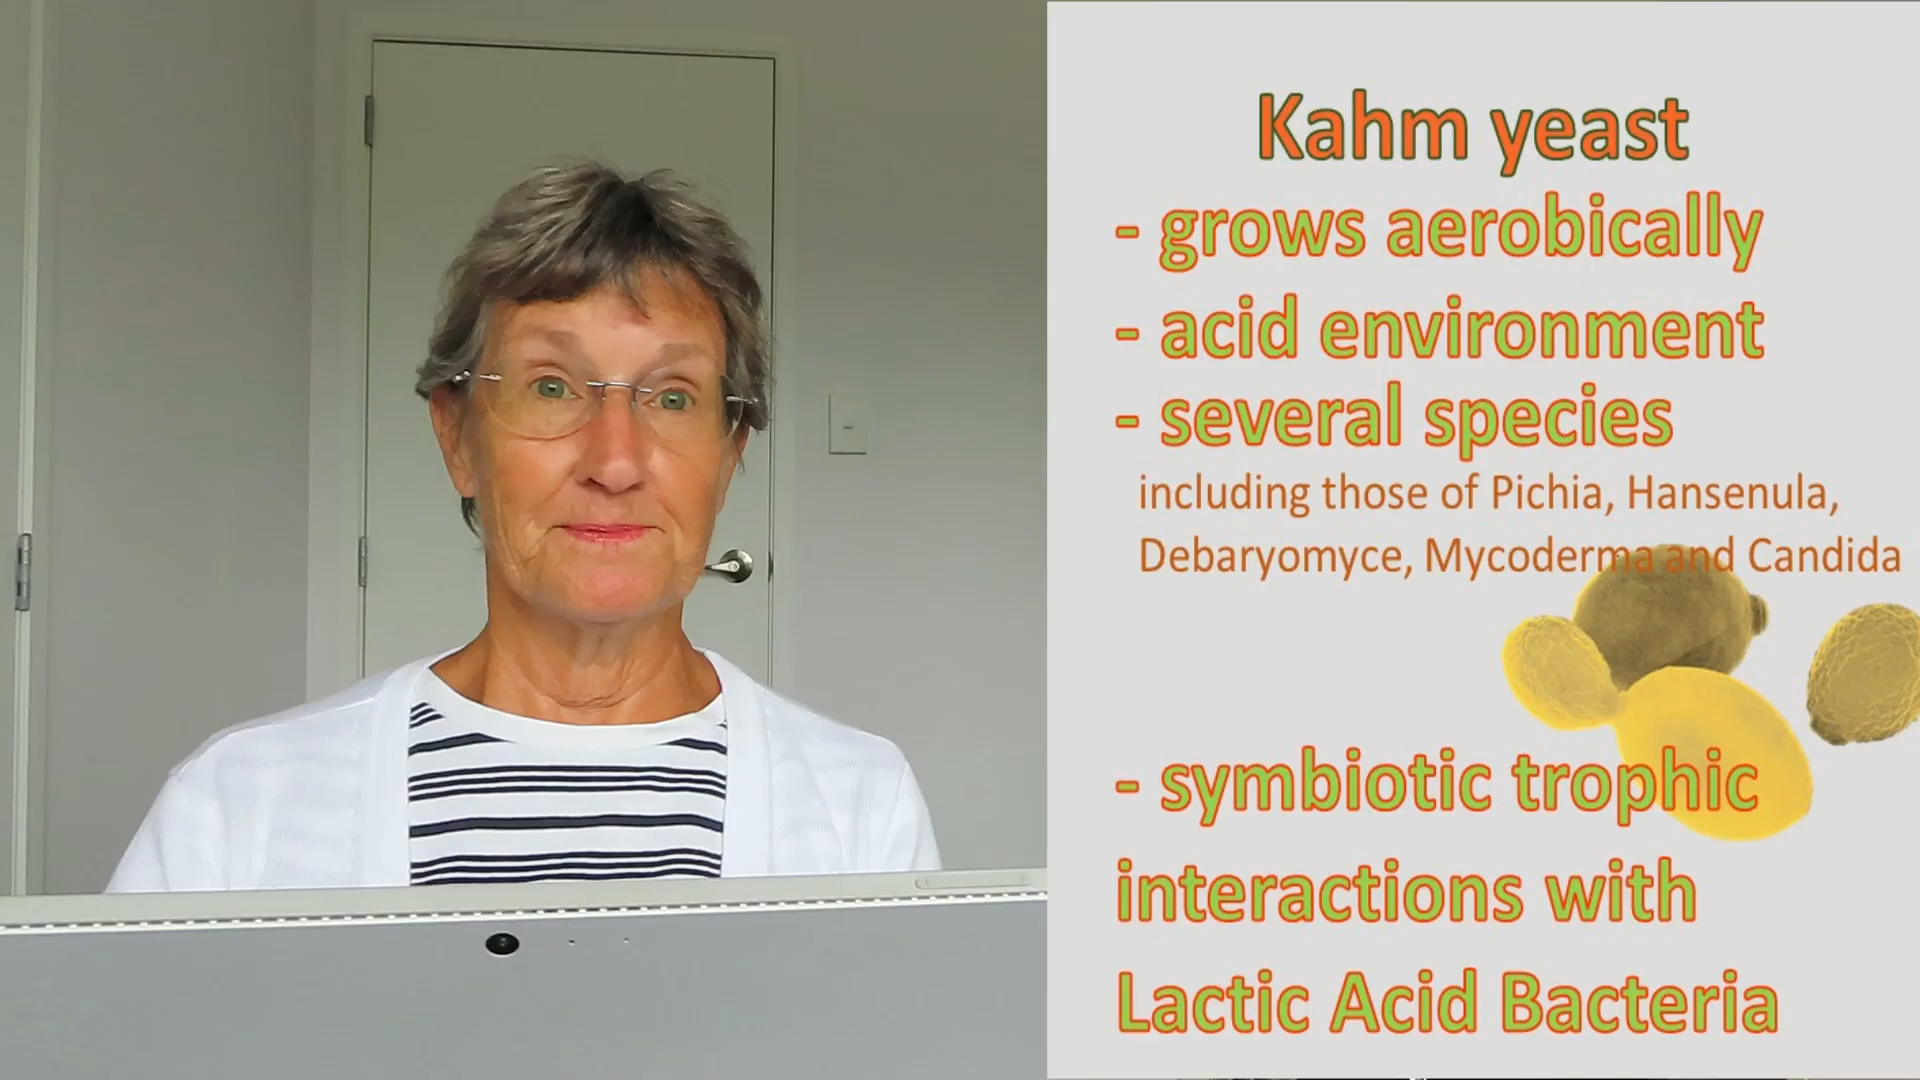 Kahm yeast
- grows aerobically
- acid environment
- several species
including those of Pichia, Hansenula,
Debaryomyce, Mycoderma and Candida
- symbiotic trophic
interactions with
Lactic Acid Bacteria